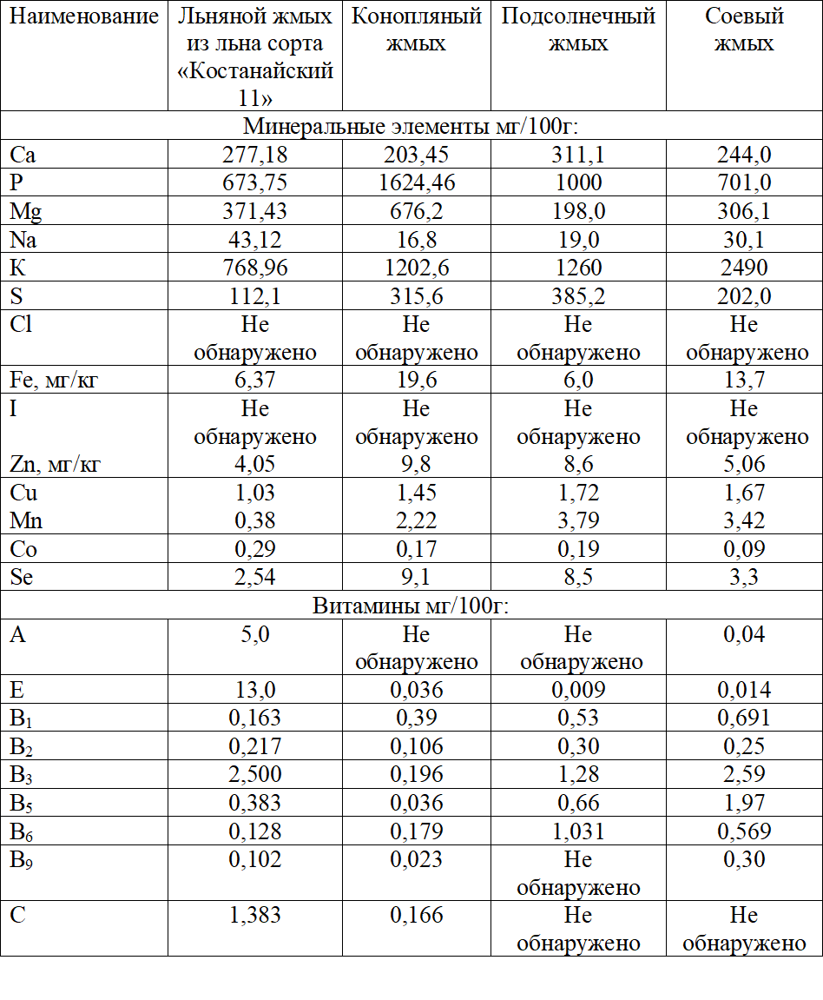 Наименование Льняной жмых Конопляный Подсолнечный Соевый
из льна сорта жмых жмых жмых
«Костанайский
11»
Минеральные элементы мг/100г:
Ca 277,18 203,45 311,1 244,0
P 673,75 1624,46 1000 701,0
Mg 371,43 676,2 198,0 306,1
Na 43,12 16,8 19,0 30,1
К 768,96 1202,6 1260 2490
S 112,1 315,6 385,2 202,0
Cl Не Не Не Не
обнаружено обнаружено обнаружено обнаружено
Fe, мг/кг 6,37 19,6 6,0 13,7
I Не Не Не Не
обнаружено обнаружено обнаружено обнаружено
Zn, мг/кг 4,05 9,8 8,6 5,06
Cu 1,03 1,45 1,72 1,67
Mn 0,38 2,22 3,79 3,42
Co 0,29 0,17 0,19 0,09
Se 2,54 9,1 8,5 3,3
Витамины мг/100г:
А 5,0 Не Не 0,04
обнаружено обнаружено
Е 13,0 0,036 0,009 0,014
В₁ 0,163 0,39 0,53 0,691
В₂ 0,217 0,106 0,30 0,25
В₃ 2,500 0,196 1,28 2,59
В₅ 0,383 0,036 0,66 1,97
В₆ 0,128 0,179 1,031 0,569
В₉ 0,102 0,023 Не 0,30
обнаружено
С 1,383 0,166 Не Не
обнаружено обнаружено